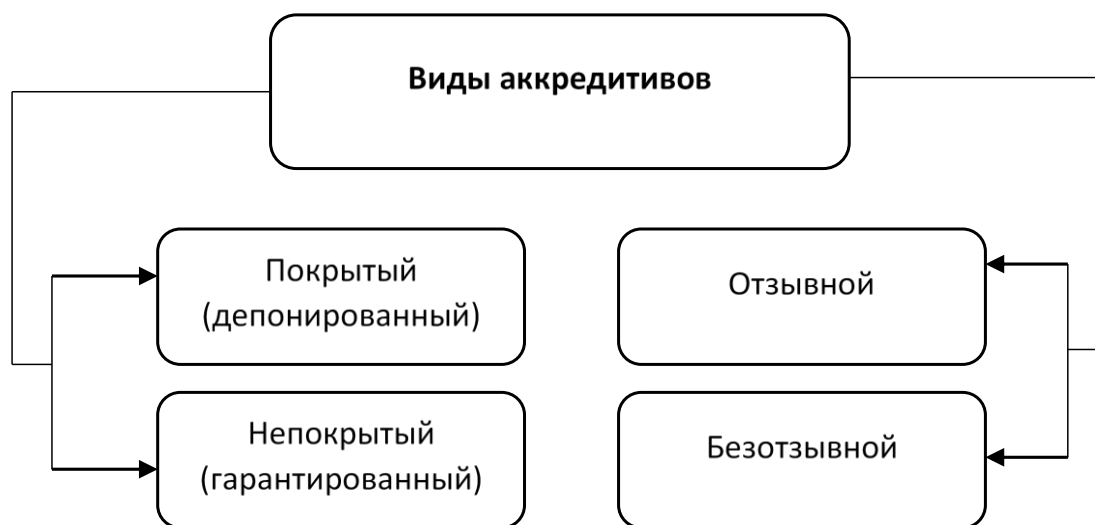 Виды аккредитивов
Покрытый
(депонированный)
Отзывной
Непокрытый
(гарантированный)
Безотзывной